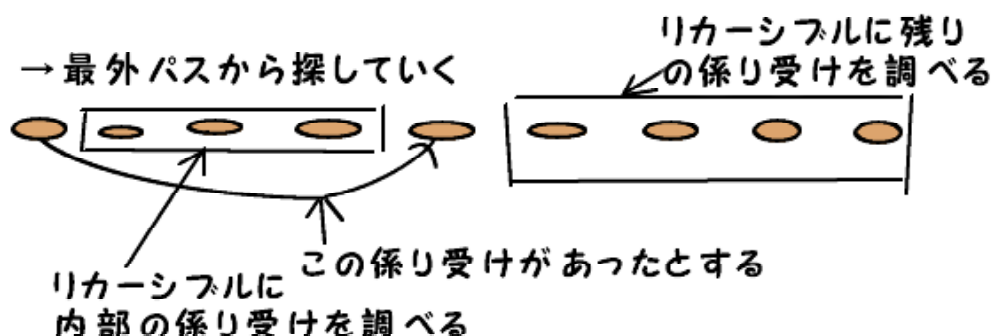 リカーシブルに残り
の係り受けを調べる
→最外パスから探していく
この係り受けがあったとする
リカーシブルに
内部の係り受けを調べる